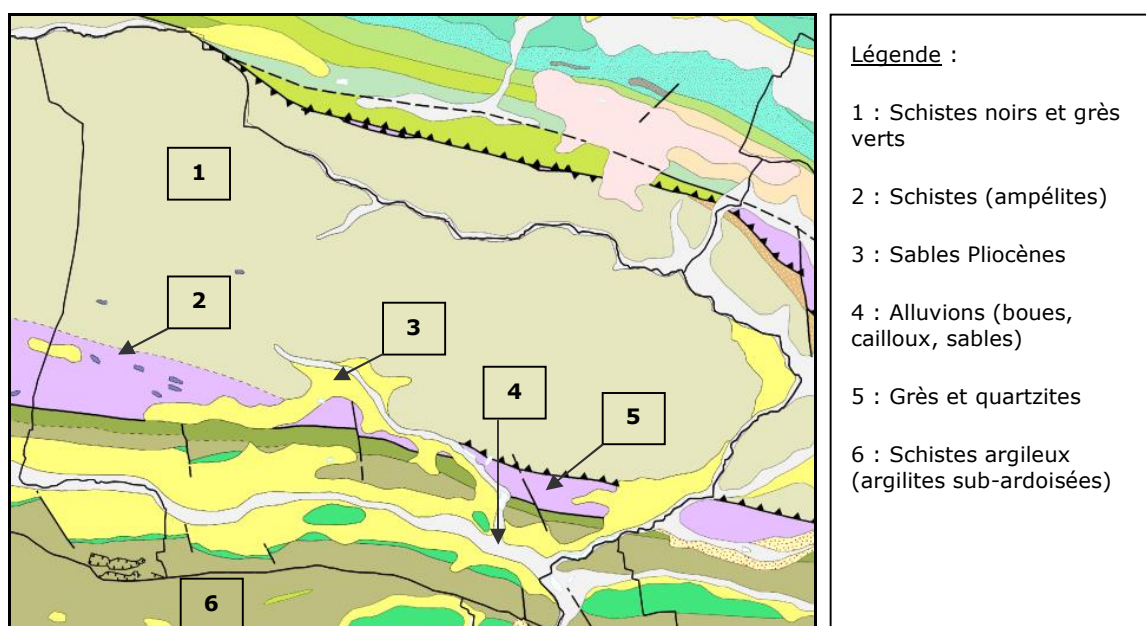 1
2
3
4
5
6
Légende :
1 : Schistes noirs et grès
verts
2 : Schistes (ampélites)
3 : Sables Pliocènes
4 : Alluvions (boues,
cailloux, sables)
5 : Grès et quartzites
6 : Schistes argileux
(argilites sub-ardoisées)